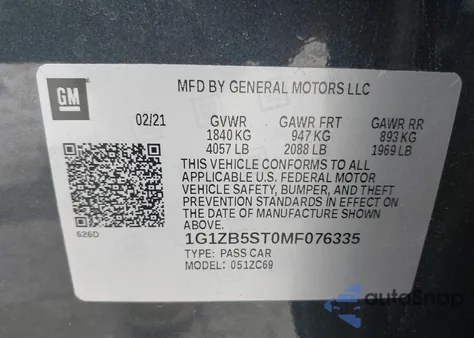 GM
MFD BY GENERAL MOTORS LLC
02/21 GVWR GAWR FRT GAWR RR
1840 KG 947 KG 893 KG
4057 LB 2088 LB 1969 LB
THIS VEHICLE CONFORMS TO ALL
APPLICABLE U.S. FEDERAL MOTOR
VEHICLE SAFETY, BUMPER, AND THEFT
PREVENTION STANDARDS IN EFFECT
ON THE DATE OF MANUFACTURE SHOWN
ABOVE.
626D
1G1ZB5ST0MF076335
TYPE: PASS CAR
MODEL: 051ZC69
autoSnap